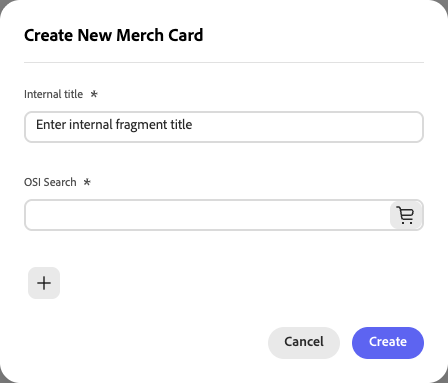 Create New Merch Card
Internal title *
Enter internal fragment title
OSI Search *
Cancel
Create